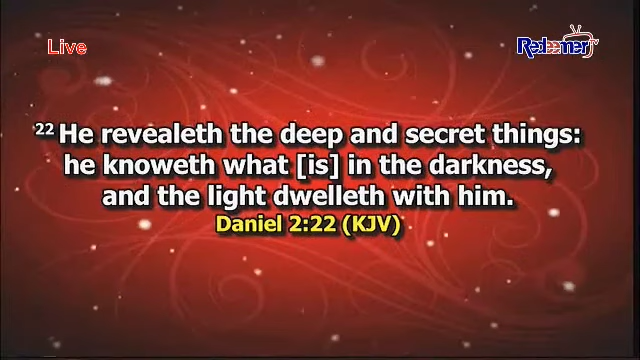 Live
Redeemer TV
22 He revealeth the deep and secret things:
he knoweth what [is] in the darkness,
and the light dwelleth with him.
Daniel 2:22 (KJV)